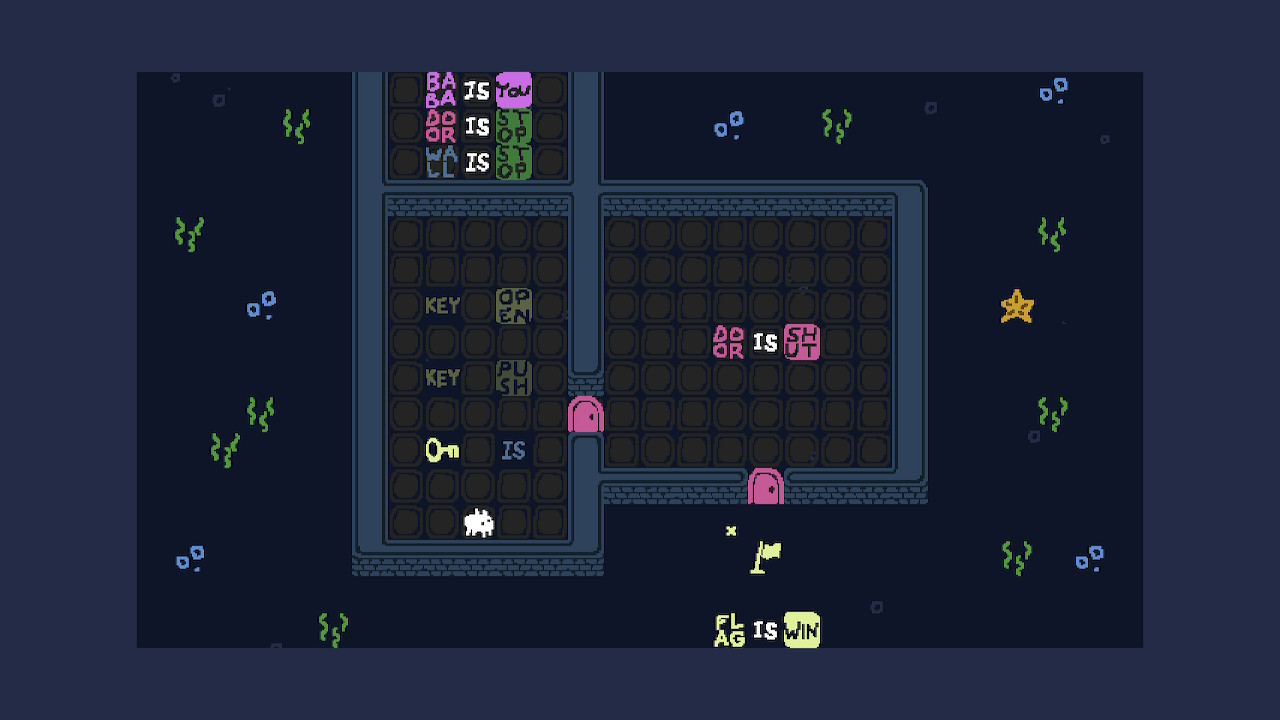 BABA IS YOU
DOOR IS STOP
WALL IS STOP
KEY OPEN
DOOR IS SHUT
KEY PUSH
IS
FLAG IS WIN